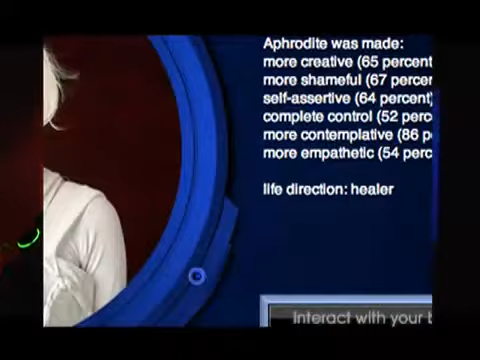 Aphrodite was made:
more creative (65 percent
more shameful (67 percen
self-assertive (64 percent)
complete control (52 perc
more contemplative (86 p
more empathetic (54 perc
life direction: healer
Interact with your b